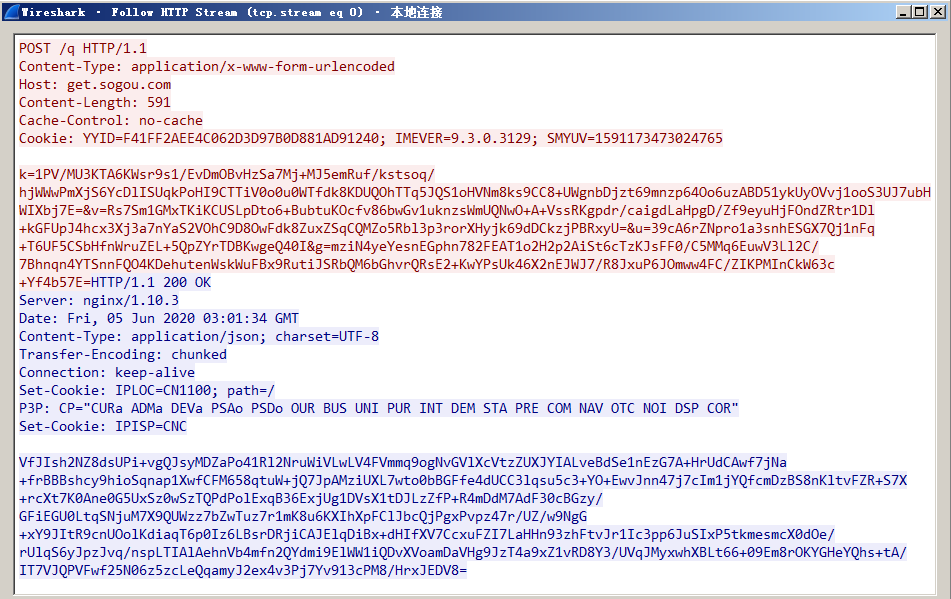 Wireshark · Follow HTTP Stream (tcp.stream eq 0) · 本地连接
POST /q HTTP/1.1
Content-Type: application/x-www-form-urlencoded
Host: get.sogou.com
Content-Length: 591
Cache-Control: no-cache
Cookie: YYID=F41FF2AEE4C062D3D97B0D881AD91240; IMEVER=9.3.0.3129; SMYUV=1591173473024765
k=1PV/MU3KTA6KWsr9s1/EvDmOBvHzSa7Mj+MJ5emRuf/kstsoq/
hjWWwPmXjS6YcDlISUqkPoHI9CTTiV0o0u0WTfdk8KDUQOhTTq5JQS1oHVNm8ks9CC8+UWgnbDjzt69mnzp64Oo6uzABD51ykUyOVvj1ooS3UJ7ubH
WIXbj7E=&v=Rs7Sm1GMxTKiKCUSLpDto6+BubtuKOcfv86bwGv1uknzsWmUQNwO+A+VssRKgpdr/caigdLaHpgD/Zf9eyuHjFOndZRtr1Dl
+kGFUpJ4hcx3Xj3a7nYaS2VOhC9D8OwFdk8ZuxZSqCQMZo5Rbl3p3rorXHyjk69dDCkzjPBRxyU=&u=39cA6rZNpro1a3snhESGX7Qj1nFq
+T6UF5CSbHfnWruZEL+5QpZYrTDBKwgeQ40I&g=mziN4yeYesnEGphn782FEAT1o2H2p2AiSt6cTzKJsFF0/C5MMq6EuwV3Ll2C/
7Bhnqn4YTSnnFQO4KDehutenWskWuFBx9RutiJSRbQM6bGhvrQRsE2+KwYPsUk46X2nEJWJ7/R8JxuP6JOmww4FC/ZIKPMInCkW63c
+Yf4b57E=HTTP/1.1 200 OK
Server: nginx/1.10.3
Date: Fri, 05 Jun 2020 03:01:34 GMT
Content-Type: application/json; charset=UTF-8
Transfer-Encoding: chunked
Connection: keep-alive
Set-Cookie: IPLOC=CN1100; path=/
P3P: CP="CURa ADMa DEVa PSAo PSDo OUR BUS UNI PUR INT DEM STA PRE COM NAV OTC NOI DSP COR"
Set-Cookie: IPISP=CNC
VfJIsh2NZ8dsUPi+vgQJsyMDZaPo41Rl2NruWiVLwLV4FVmmq9ogNvGVlXcVtzZUXJYIALveBdSe1nEzG7A+HrUdCAwf7jNa
+frBBBshcy9hioSqnap1XwfCFM658qtuW+jQ7JpAMziUXL7wto0bBGFfe4dUCC3lqsu5c3+YO+EwvJnn47j7cIm1jYQfcmDzBS8nKltvFZR+S7X
+rcXt7K0Ane0G5UxSz0wSzTQPdPolExqB36ExjUg1DVsX1tDJLzZfP+R4mDdM7AdF30cBGzy/
GFiEGU0LtqSNjuM7X9QUWzz7bZwTuz7r1mK8u6KXIhXpFClJbcQjPgxPvpz47r/UZ/w9NgG
+xY9JItR9cnUOolKdiaqT6p0Iz6LBsrDRjiCAJElqDiBx+dHIfXV7CcxuFZI7LaHHn93zhFtvJr1Ic3pp6JuSIxP5tkmesmcX0dOe/
rUlqS6yJpzJvq/nspLTIAlAehnVb4mfn2QYdmi9ElWW1iQDvXVoamDaVHg9JzT4a9xZ1vRD8Y3/UVqJMyxwhXBLt66+09Em8rOKYGHeYQhs+tA/
IT7VJQPVFwf25N06z5zcLeQqamyJ2ex4v3Pj7Yv913cPM8/HrxJEDV8=